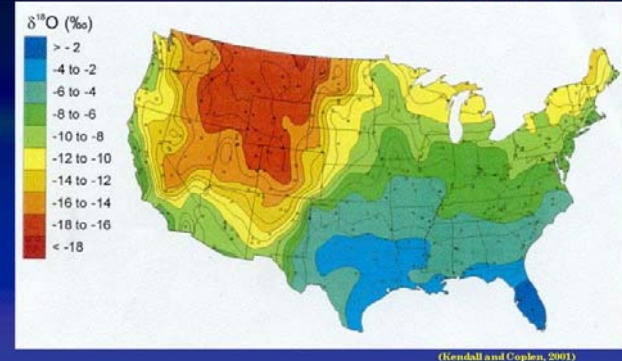 δ¹⁸O (‰)
> - 2
-4 to -2
-6 to -4
-8 to -6
-10 to -8
-12 to -10
-14 to -12
-16 to -14
-18 to -16
< -18
(Kendall and Coplen, 2001)